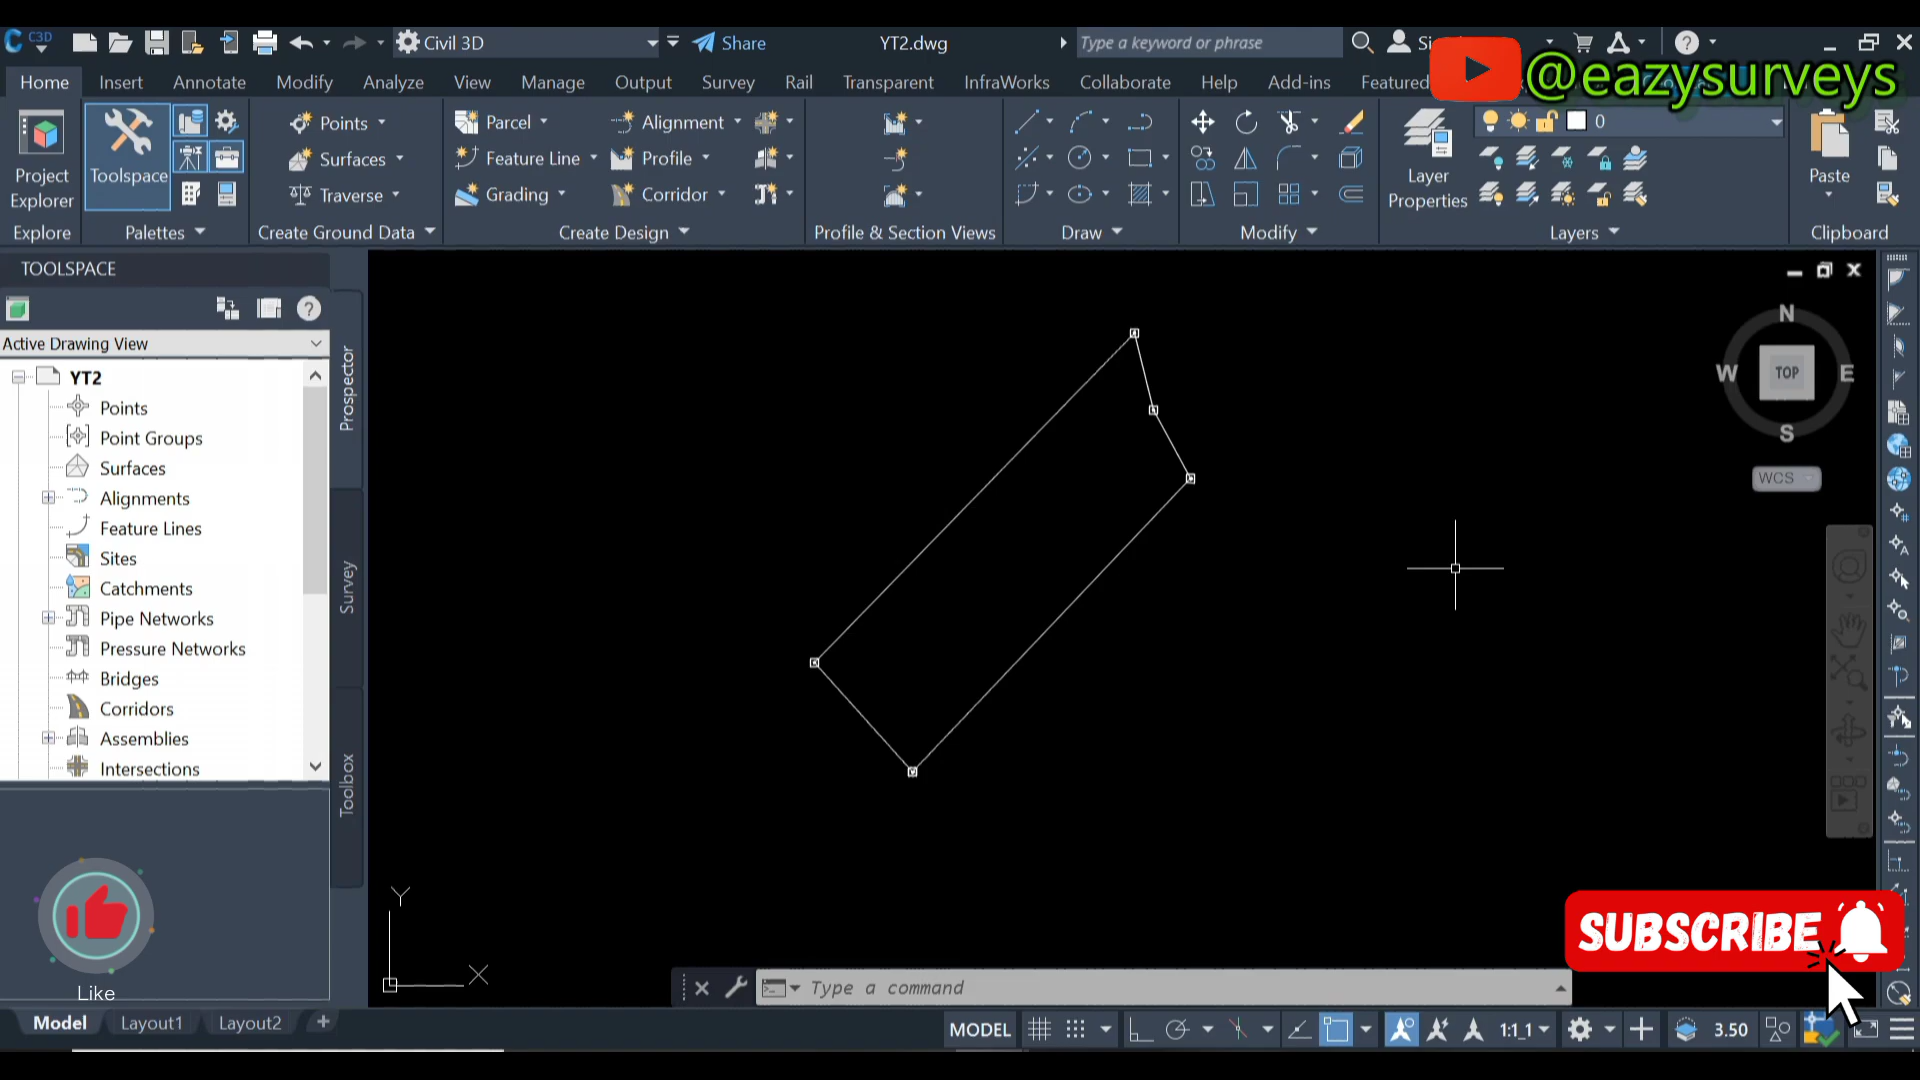 C3D
Civil 3D
Share
YT2.dwg
Type a keyword or phrase
@eazysurveys
Home
Insert
Annotate
Modify
Analyze
View
Manage
Output
Survey
Rail
Transparent
InfraWorks
Collaborate
Help
Add-ins
Featured
Project
Explorer
Toolspace
Points
Surfaces
Traverse
Parcel
Feature Line
Grading
Alignment
Profile
Corridor
Layer
Properties
0
Paste
Explore
Palettes
Create Ground Data
Create Design
Profile & Section Views
Draw
Modify
Layers
Clipboard
TOOLSPACE
Active Drawing View
YT2
Points
Point Groups
Surfaces
Alignments
Feature Lines
Sites
Catchments
Pipe Networks
Pressure Networks
Bridges
Corridors
Assemblies
Intersections
Prospector
Survey
Toolbox
N
W
TOP
E
S
WCS
Y
X
Like
SUBSCRIBE
Type a command
Model
Layout1
Layout2
MODEL
1:1_1
3.50